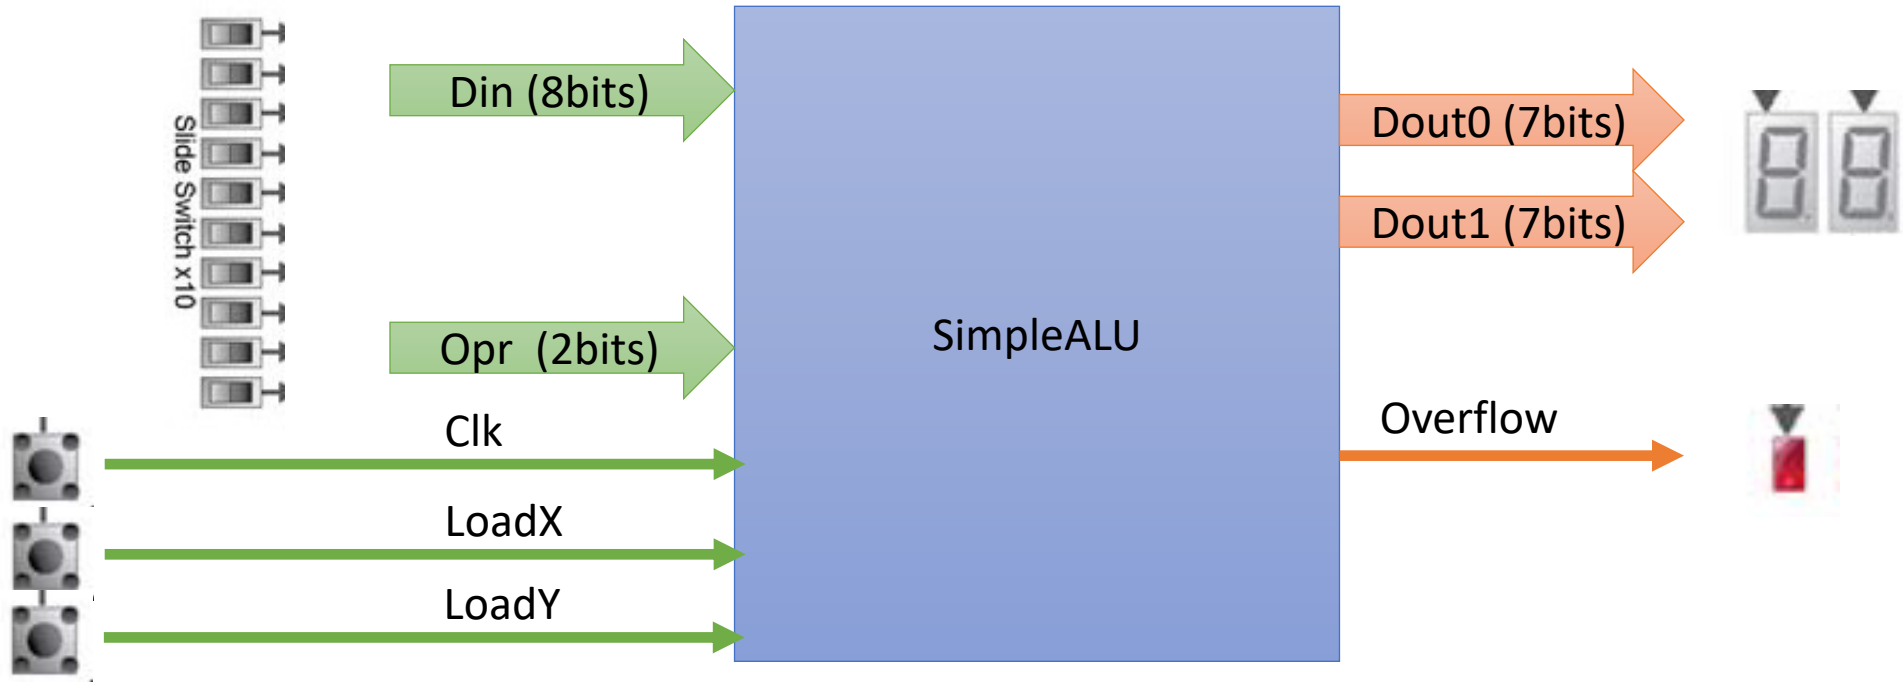 Slide Switch x10
Din (8bits)
Opr  (2bits)
Clk
LoadX
LoadY
SimpleALU
Dout0 (7bits)
Dout1 (7bits)
Overflow